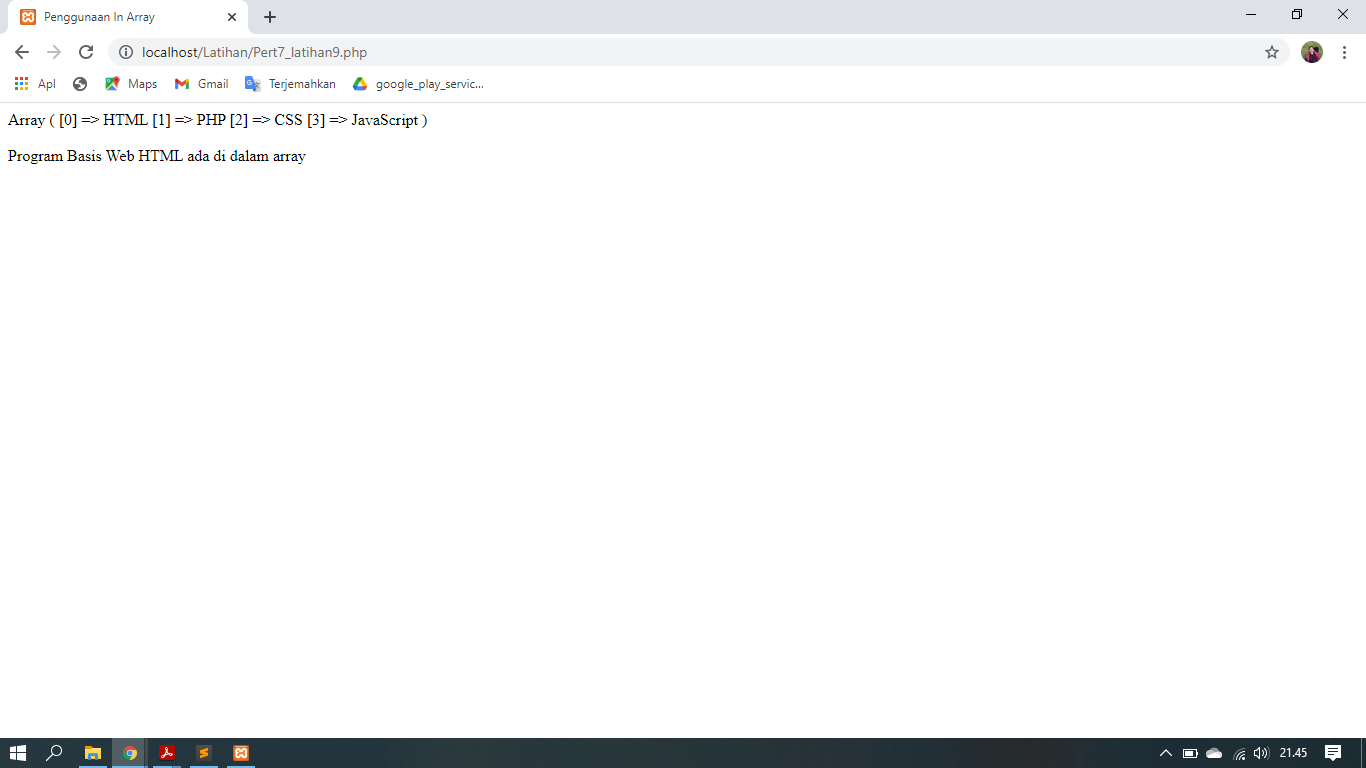 Penggunaan In Array
localhost/Latihan/Pert7_latihan9.php
Apl Maps Gmail Terjemahkan google_play_servic...
Array ( [0] => HTML [1] => PHP [2] => CSS [3] => JavaScript )
Program Basis Web HTML ada di dalam array
21.45